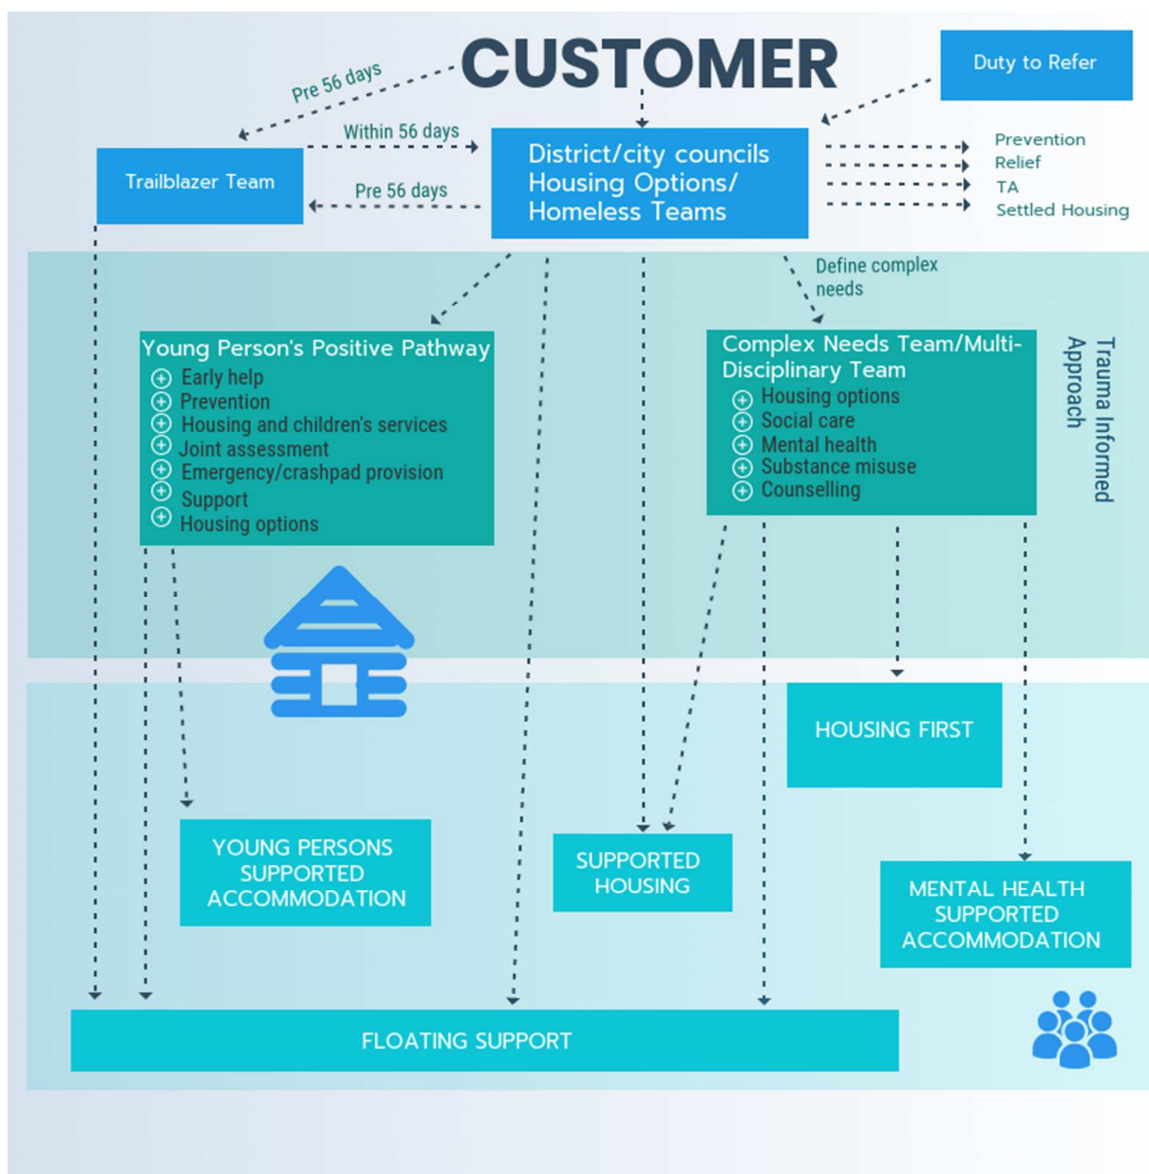 CUSTOMER
Duty to Refer
Pre 56 days
Within 56 days
Trailblazer Team
Pre 56 days
District/city councils
Housing Options/
Homeless Teams
Prevention
Relief
TA
Settled Housing
Define complex
needs
Young Person's Positive Pathway
Early help
Prevention
Housing and children's services
Joint assessment
Emergency/crashpad provision
Support
Housing options
Complex Needs Team/Multi-
Disciplinary Team
Housing options
Social care
Mental health
Substance misuse
Counselling
Trauma Informed
Approach
HOUSING FIRST
YOUNG PERSONS
SUPPORTED
ACCOMMODATION
SUPPORTED
HOUSING
MENTAL HEALTH
SUPPORTED
ACCOMMODATION
FLOATING SUPPORT